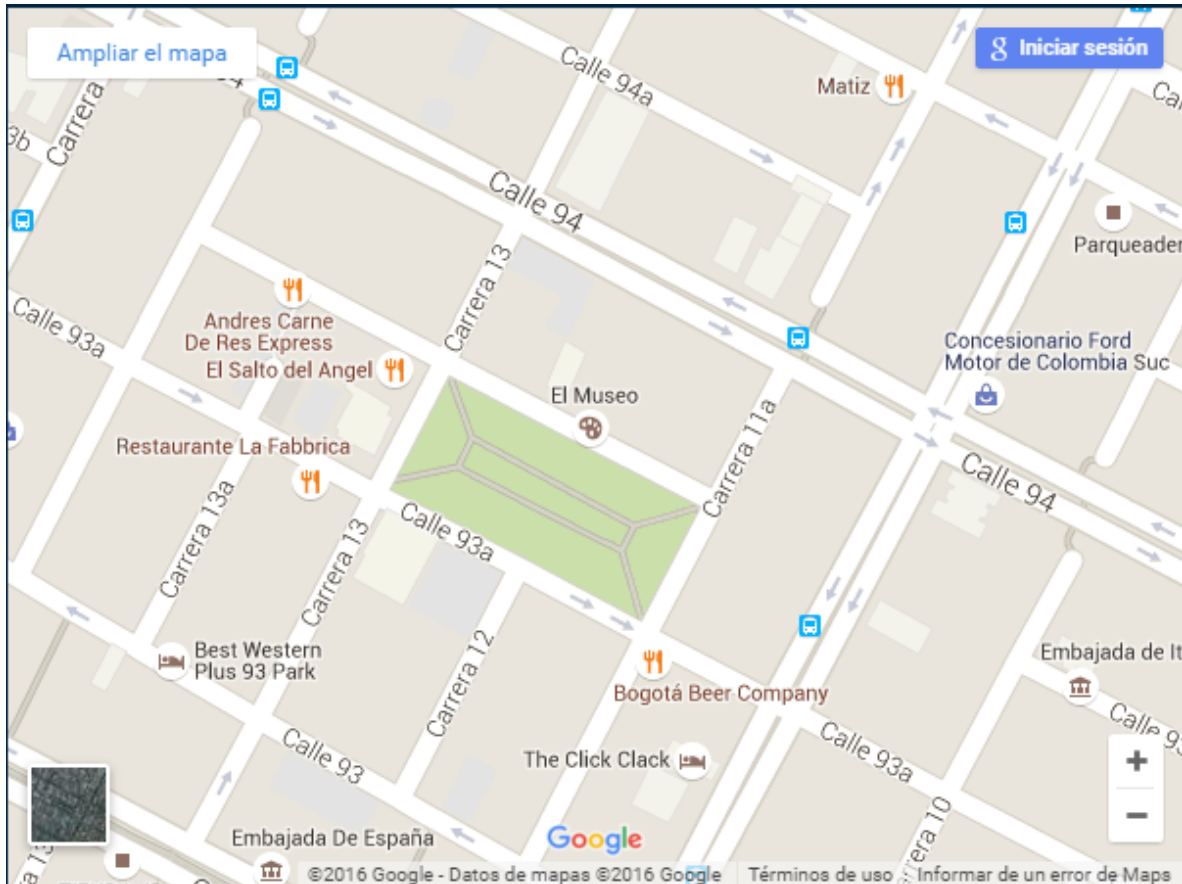 Ampliar el mapa
Iniciar sesión
Calle 94a
Matiz
Carrera
3b
Calle 94
Parqueader
Carrera 13
Calle 93a
Andres Carne
De Res Express
El Salto del Angel
Concesionario Ford
Motor de Colombia Suc
El Museo
Carrera 11a
Restaurante La Fabbrica
Calle 94
Calle 93a
Carrera 13a
Carrera 13
Best Western
Plus 93 Park
Carrera 12
Embajada de It
Bogotá Beer Company
Calle 93
The Click Clack
Calle 93a
Carrera 10
Embajada De España
Google
©2016 Google - Datos de mapas ©2016 Google
Términos de uso
Informar de un error de Maps